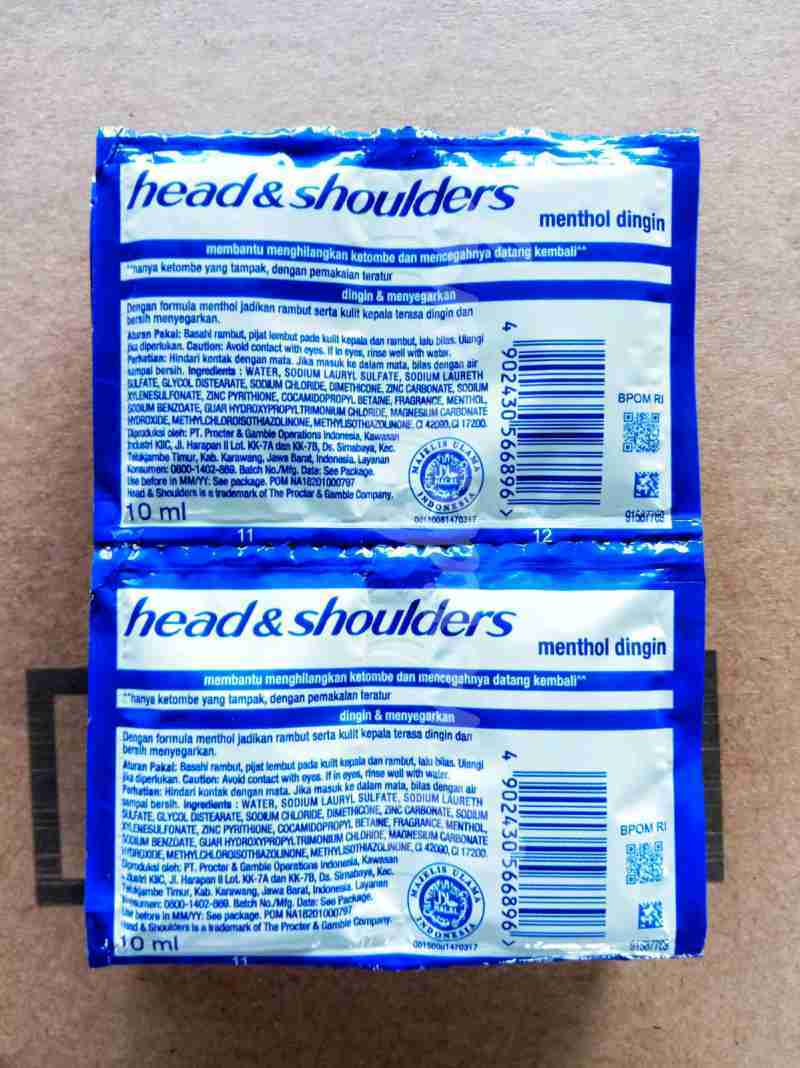 head & shoulders
menthol dingin
membantu menghilangkan ketombe dan mencegahnya datang kembali^^
^^hanya ketombe yang tampak, dengan pemakaian teratur
dingin & menyegarkan
Dengan formula menthol jadikan rambut serta kulit kepala terasa dingin dan
bersih menyegarkan.
Aturan Pakai: Basahi rambut, pijat lembut pada kulit kepala dan rambut, lalu bilas. Ulangi
jika diperlukan. Caution: Avoid contact with eyes. If in eyes, rinse well with water.
Perhatian: Hindari kontak dengan mata. Jika masuk ke dalam mata, bilas dengan air
sampai bersih. Ingredients : WATER, SODIUM LAURYL SULFATE, SODIUM LAURETH
SULFATE, GLYCOL DISTEARATE, SODIUM CHLORIDE, DIMETHICONE, ZINC CARBONATE, SODIUM
XYLENESULFONATE, ZINC PYRITHIONE, COCAMIDOPROPYL BETAINE, FRAGRANCE, MENTHOL,
SODIUM BENZOATE, GUAR HYDROXYPROPYLTRIMONIUM CHLORIDE, MAGNESIUM CARBONATE
HYDROXIDE, METHYLCHLOROISOTHIAZOLINONE, METHYLISOTHIAZOLINONE, CI 42090, CI 17200.
Diproduksi oleh: PT. Procter & Gamble Operations Indonesia, Kawasan
Industri KIIC, Jl. Harapan II Lot. KK-7A dan KK-7B, Ds. Sirnabaya, Kec.
Telukjambe Timur, Kab. Karawang, Jawa Barat, Indonesia. Layanan
Konsumen: 0800-1402-869. Batch No./Mfg. Data: See Package.
Use before in MM/YY: See package. POM NA18201000797
Head & Shoulders is a trademark of The Procter & Gamble Company.
10 ml
MAJELIS ULAMA
HALAL
INDONESIA
00150081470317
4 902430 566896 >
BPOM RI
91587769
11
12
head & shoulders
menthol dingin
membantu menghilangkan ketombe dan mencegahnya datang kembali^^
^^hanya ketombe yang tampak, dengan pemakaian teratur
dingin & menyegarkan
Dengan formula menthol jadikan rambut serta kulit kepala terasa dingin dan
bersih menyegarkan.
Aturan Pakai: Basahi rambut, pijat lembut pada kulit kepala dan rambut, lalu bilas. Ulangi
jika diperlukan. Caution: Avoid contact with eyes. If in eyes, rinse well with water.
Perhatian: Hindari kontak dengan mata. Jika masuk ke dalam mata, bilas dengan air
sampai bersih. Ingredients : WATER, SODIUM LAURYL SULFATE, SODIUM LAURETH
SULFATE, GLYCOL DISTEARATE, SODIUM CHLORIDE, DIMETHICONE, ZINC CARBONATE, SODIUM
XYLENESULFONATE, ZINC PYRITHIONE, COCAMIDOPROPYL BETAINE, FRAGRANCE, MENTHOL,
SODIUM BENZOATE, GUAR HYDROXYPROPYLTRIMONIUM CHLORIDE, MAGNESIUM CARBONATE
HYDROXIDE, METHYLCHLOROISOTHIAZOLINONE, METHYLISOTHIAZOLINONE, CI 42090, CI 17200.
Diproduksi oleh: PT. Procter & Gamble Operations Indonesia, Kawasan
Industri KIIC, Jl. Harapan II Lot. KK-7A dan KK-7B, Ds. Sirnabaya, Kec.
Telukjambe Timur, Kab. Karawang, Jawa Barat, Indonesia. Layanan
Konsumen: 0800-1402-869. Batch No./Mfg. Data: See Package.
Use before in MM/YY: See package. POM NA18201000797
Head & Shoulders is a trademark of The Procter & Gamble Company.
10 ml
MAJELIS ULAMA
HALAL
INDONESIA
4 902430 566896 >
BPOM RI
11